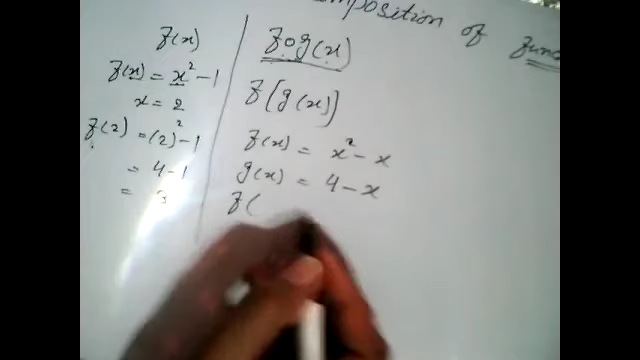 mposition of func
f(x)
f(x) = x² - 1
x = 2
f(2) = (2)² - 1
= 4 - 1
= 3
fog(x)
f[g(x)]
f(x) = x² - x
g(x) = 4 - x
f(